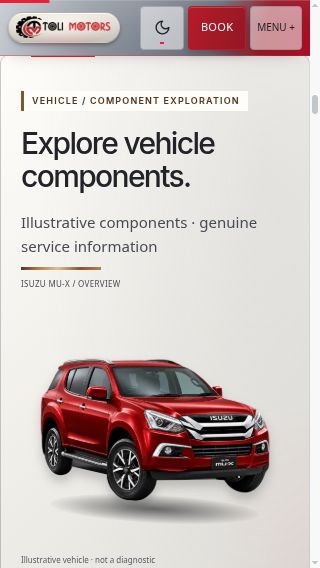 TOLI MOTORS
BOOK
MENU +
VEHICLE / COMPONENT EXPLORATION
Explore vehicle
components.
Illustrative components · genuine
service information
ISUZU MU-X / OVERVIEW
ISUZU
MU-X
Illustrative vehicle · not a diagnostic